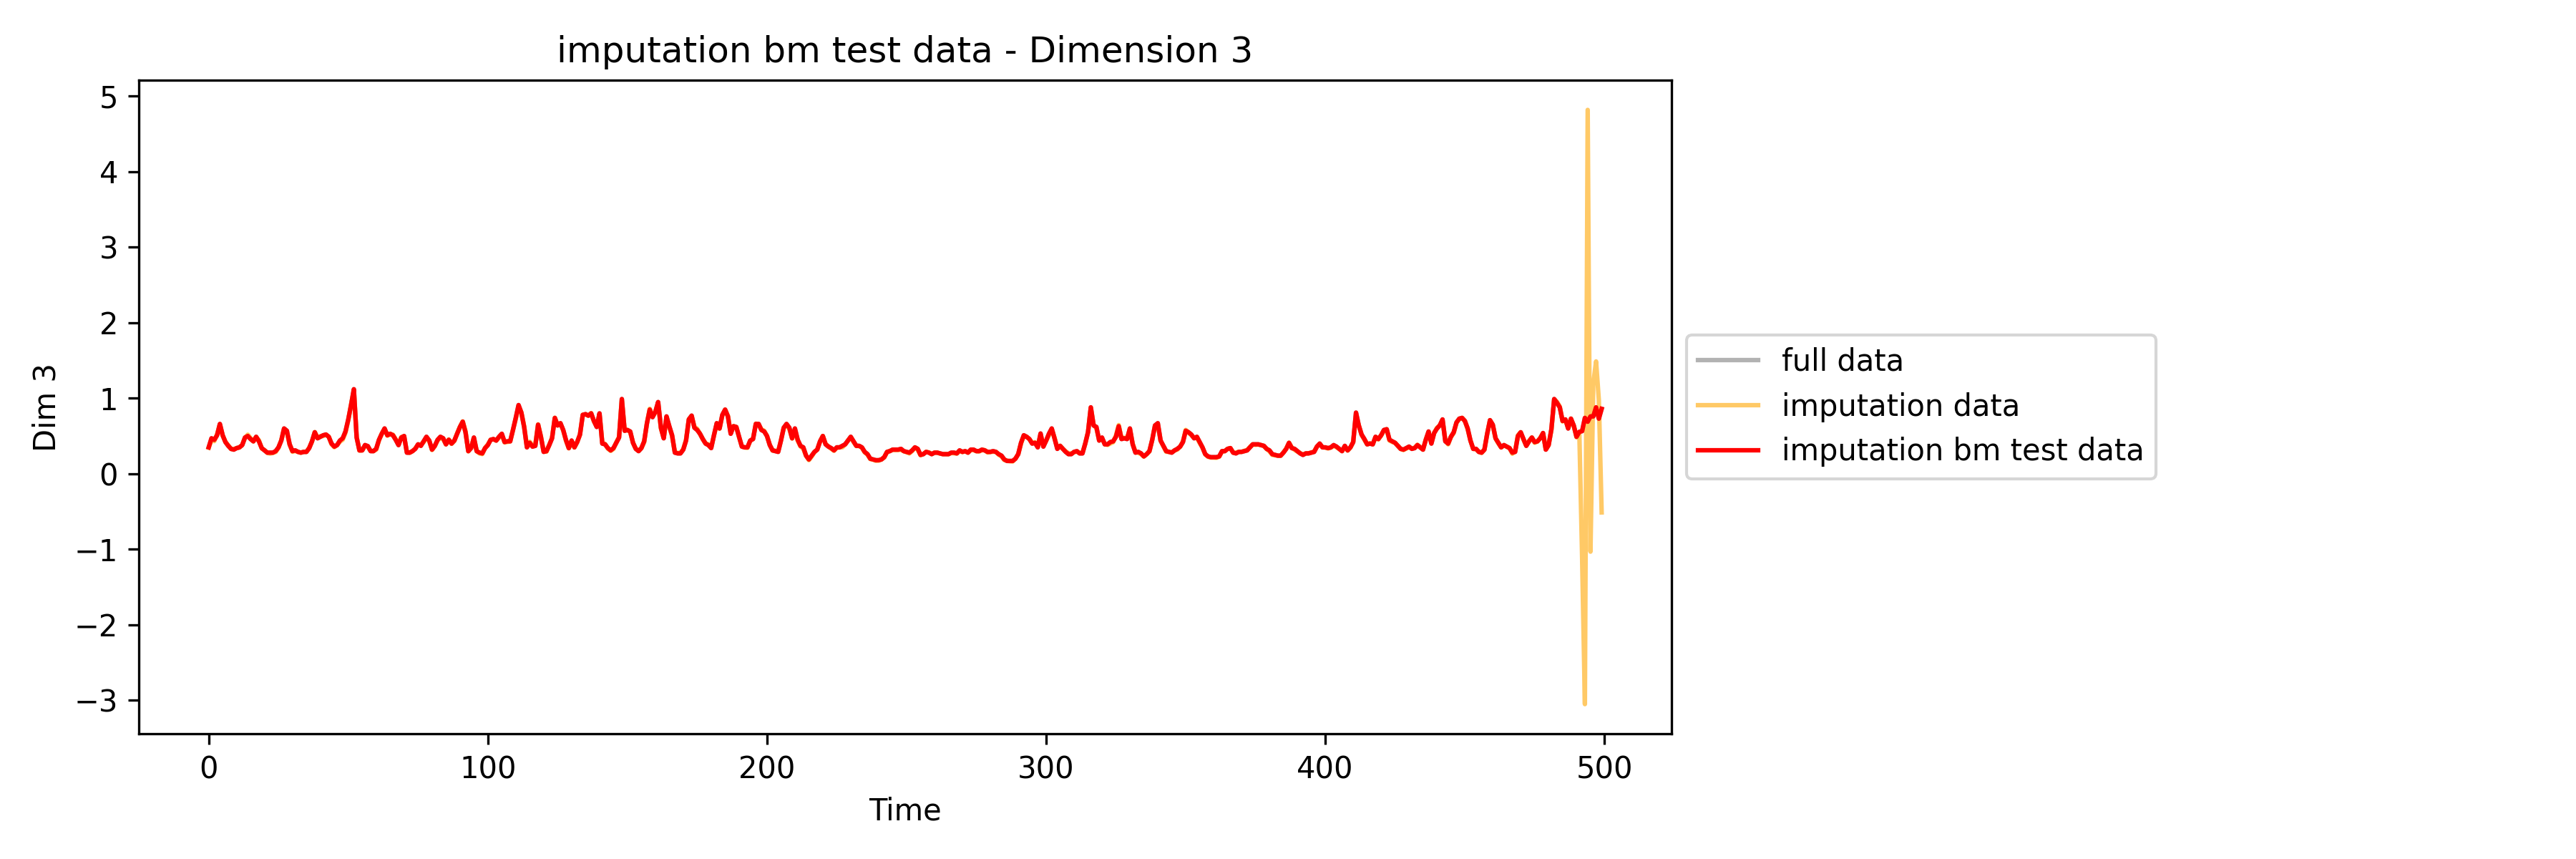 imputation bm test data - Dimension 3
5
4
3
2
1
0
−1
−2
−3
Dim 3
0 100 200 300 400 500
Time
full data
imputation data
imputation bm test data